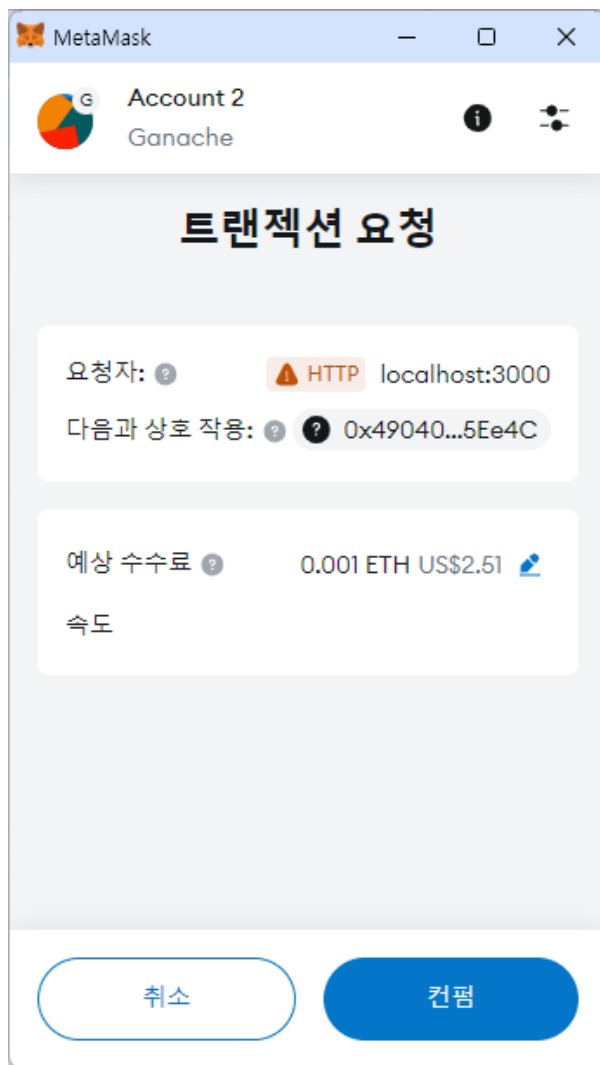 MetaMask
G
Account 2
Ganache
트랜젝션 요청
요청자: HTTP localhost:3000
다음과 상호 작용: 0x49040...5Ee4C
예상 수수료 0.001 ETH US$2.51
속도
취소 컨펌